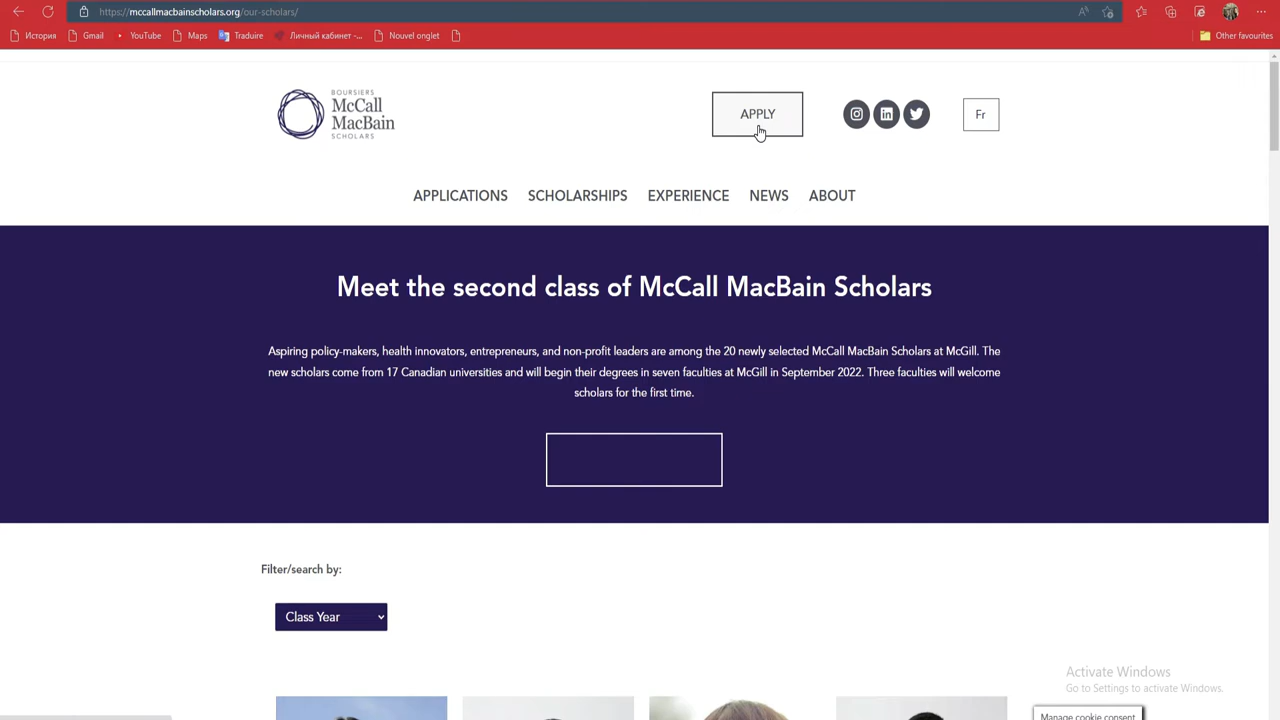 https://mccallmacbainscholars.org/our-scholars/
История Gmail YouTube Maps Traduire Личный кабинет -... Nouvel onglet Other favourites
BOURSIERS
McCall
MacBain
SCHOLARS
APPLY
Fr
APPLICATIONS SCHOLARSHIPS EXPERIENCE NEWS ABOUT
Meet the second class of McCall MacBain Scholars
Aspiring policy-makers, health innovators, entrepreneurs, and non-profit leaders are among the 20 newly selected McCall MacBain Scholars at McGill. The
new scholars come from 17 Canadian universities and will begin their degrees in seven faculties at McGill in September 2022. Three faculties will welcome
scholars for the first time.
Filter/search by:
Class Year
Activate Windows
Go to Settings to activate Windows.
Manage cookie consent